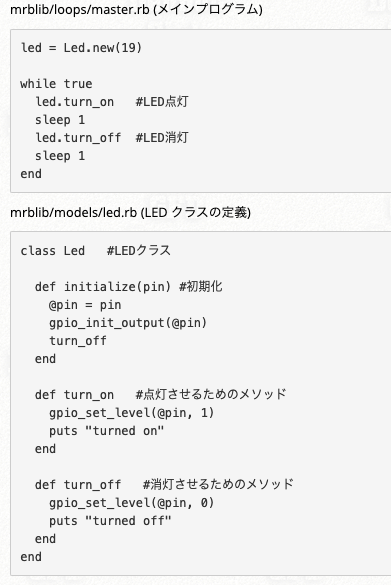 mrblib/loops/master.rb (メインプログラム)
led = Led.new(19)
while true
led.turn_on #LED点灯
sleep 1
led.turn_off #LED消灯
sleep 1
end
mrblib/models/led.rb (LED クラスの定義)
class Led #LEDクラス
def initialize(pin) #初期化
@pin = pin
gpio_init_output(@pin)
turn_off
end
def turn_on #点灯させるためのメソッド
gpio_set_level(@pin, 1)
puts "turned on"
end
def turn_off #消灯させるためのメソッド
gpio_set_level(@pin, 0)
puts "turned off"
end
end